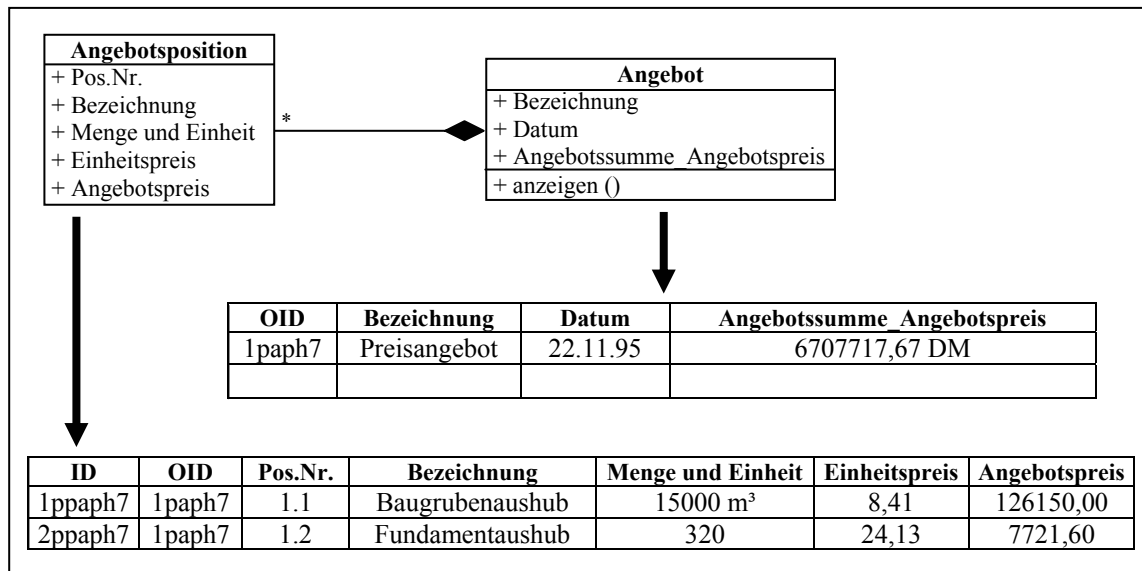 Angebotsposition
+ Pos.Nr.
+ Bezeichnung
+ Menge und Einheit
+ Einheitspreis
+ Angebotspreis
*
Angebot
+ Bezeichnung
+ Datum
+ Angebotssumme_Angebotspreis
+ anzeigen ()
OID Bezeichnung Datum Angebotssumme_Angebotspreis
1paph7 Preisangebot 22.11.95 6707717,67 DM
ID OID Pos.Nr. Bezeichnung Menge und Einheit Einheitspreis Angebotspreis
1ppaph7 1paph7 1.1 Baugrubenaushub 15000 m³ 8,41 126150,00
2ppaph7 1paph7 1.2 Fundamentaushub 320 24,13 7721,60